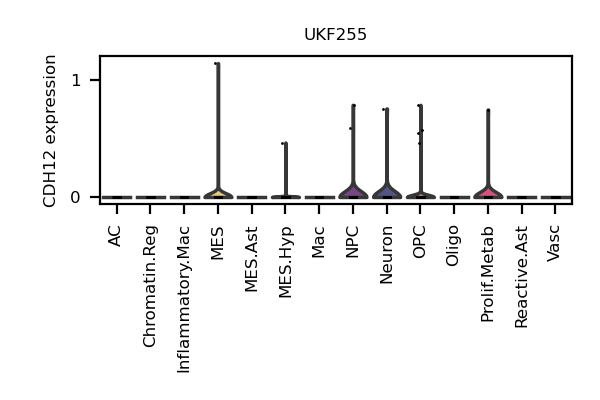 UKF255
CDH12 expression
1
0
AC
Chromatin.Reg
Inflammatory.Mac
MES
MES.Ast
MES.Hyp
Mac
NPC
Neuron
OPC
Oligo
Prolif.Metab
Reactive.Ast
Vasc